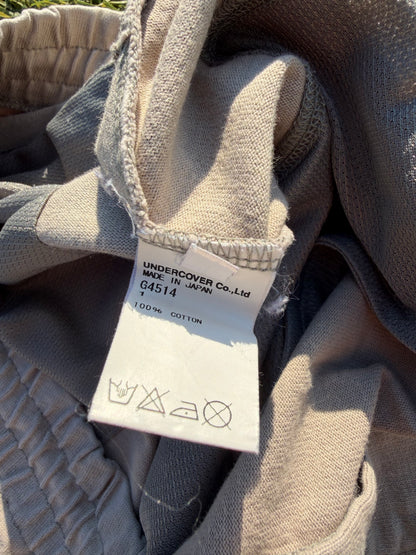 UNDERCOVER Co.,Ltd
MADE IN JAPAN
G4514
1
100% COTTON